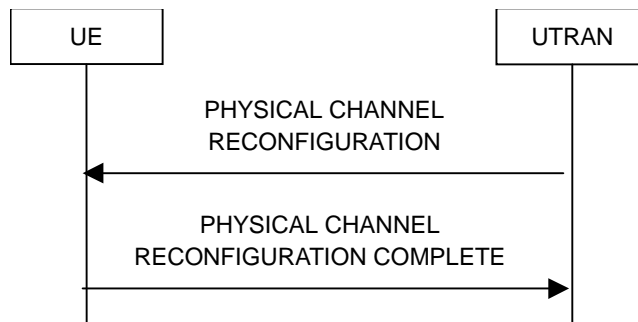 UE
UTRAN
PHYSICAL CHANNEL
RECONFIGURATION
PHYSICAL CHANNEL
RECONFIGURATION COMPLETE